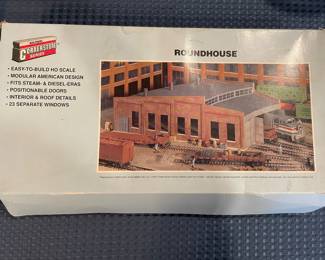 CORNERSTONE
SERIES
ROUNDHOUSE
• EASY-TO-BUILD HO SCALE
• MODULAR AMERICAN DESIGN
• FITS STEAM- & DIESEL-ERAS
• POSITIONABLE DOORS
• INTERIOR & ROOF DETAILS
• 23 SEPARATE WINDOWS